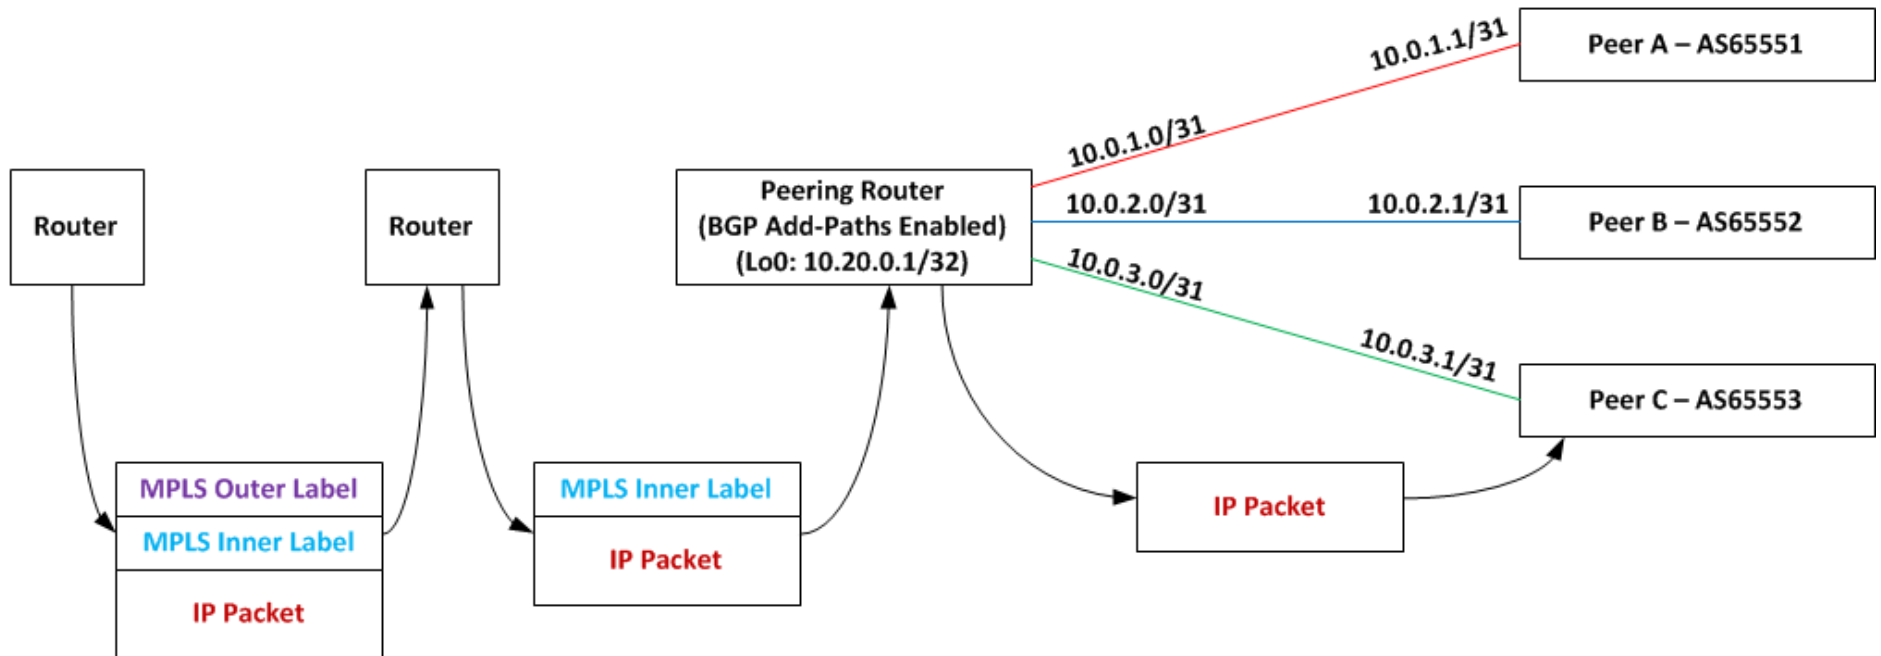 10.0.1.1/31
Peer A – AS65551
10.0.1.0/31
Router
Router
Peering Router
(BGP Add-Paths Enabled)
(Lo0: 10.20.0.1/32)
10.0.2.0/31
10.0.2.1/31
Peer B – AS65552
10.0.3.0/31
10.0.3.1/31
Peer C – AS65553
MPLS Outer Label
MPLS Inner Label
IP Packet
MPLS Inner Label
IP Packet
IP Packet